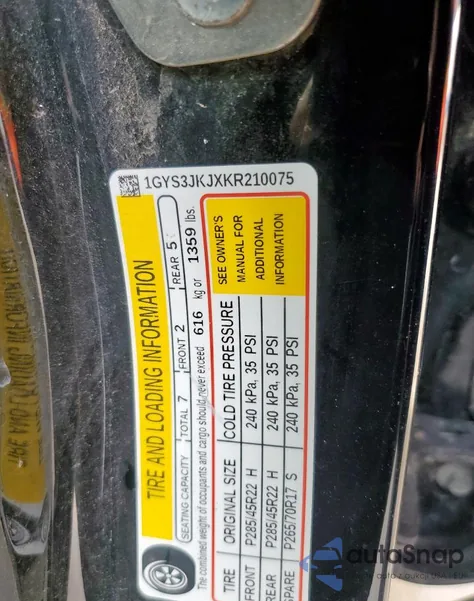 1GYS3JKJXKR210075
TIRE AND LOADING INFORMATION
SEATING CAPACITY TOTAL 7 FRONT 2 REAR 5
The combined weight of occupants and cargo should never exceed 616 kg or 1359 lbs.
TIRE ORIGINAL SIZE COLD TIRE PRESSURE
FRONT P285/45R22 H 240 kPa, 35 PSI
REAR P285/45R22 H 240 kPa, 35 PSI
SPARE P265/70R17 S 240 kPa, 35 PSI
SEE OWNER'S
MANUAL FOR
ADDITIONAL
INFORMATION
autoSnap